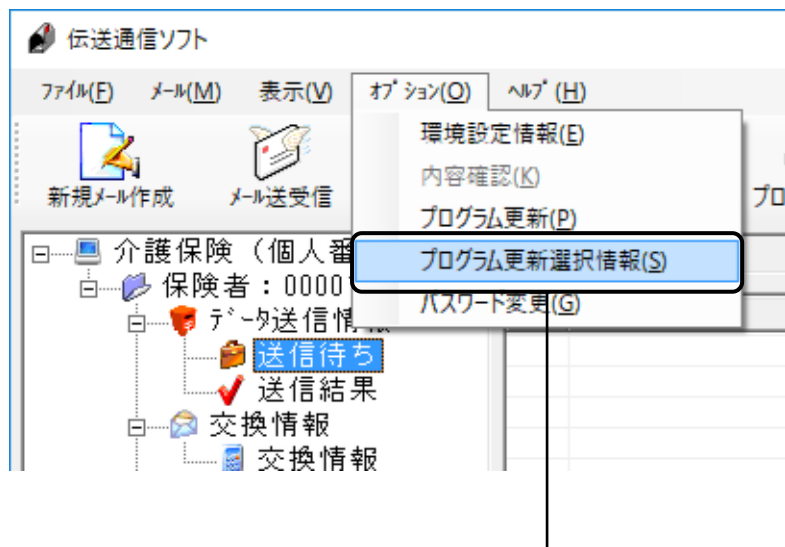 伝送通信ソフト
ﾌｧｲﾙ(F) ﾒｰﾙ(M) 表示(V) ｵﾌﾟｼｮﾝ(O) ﾍﾙﾌﾟ(H)
環境設定情報(E)
内容確認(K)
プログラム更新(P)
プログラム更新選択情報(S)
パスワード変更(G)
新規ﾒｰﾙ作成
ﾒｰﾙ送受信
プロ
介護保険（個人番
保険者：0000
ﾃﾞｰﾀ送信情報
送信待ち
送信結果
交換情報
交換情報